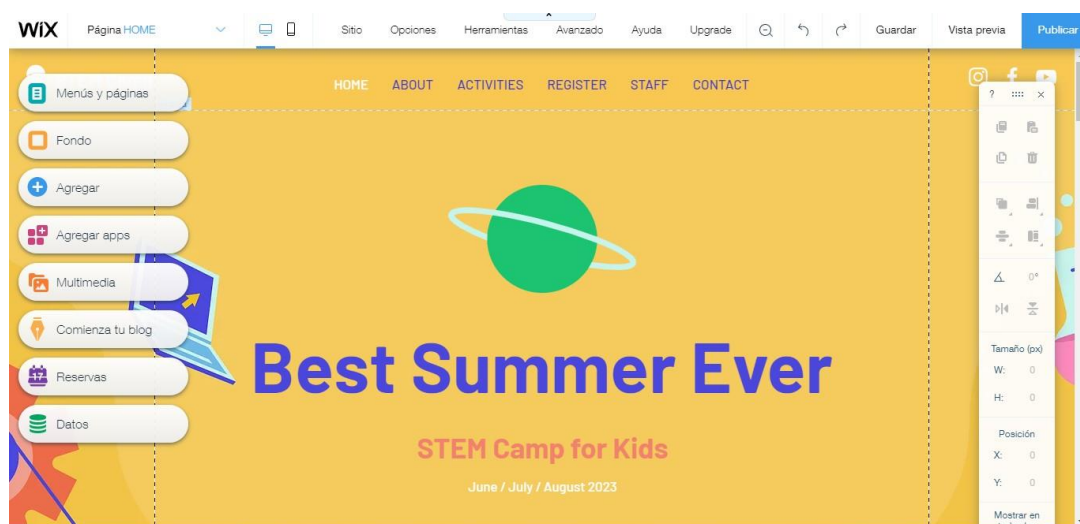 WiX Página HOME Sitio Opciones Herramientas Avanzado Ayuda Upgrade Guardar Vista previa Publicar
HOME ABOUT ACTIVITIES REGISTER STAFF CONTACT
Menús y páginas
Fondo
Agregar
Agregar apps
Multimedia
Comienza tu blog
17 Reservas
Datos
Best Summer Ever
STEM Camp for Kids
June / July / August 2023
? ×
0°
Tamaño (px)
W: 0
H: 0
Posición
X: 0
Y: 0
Mostrar en